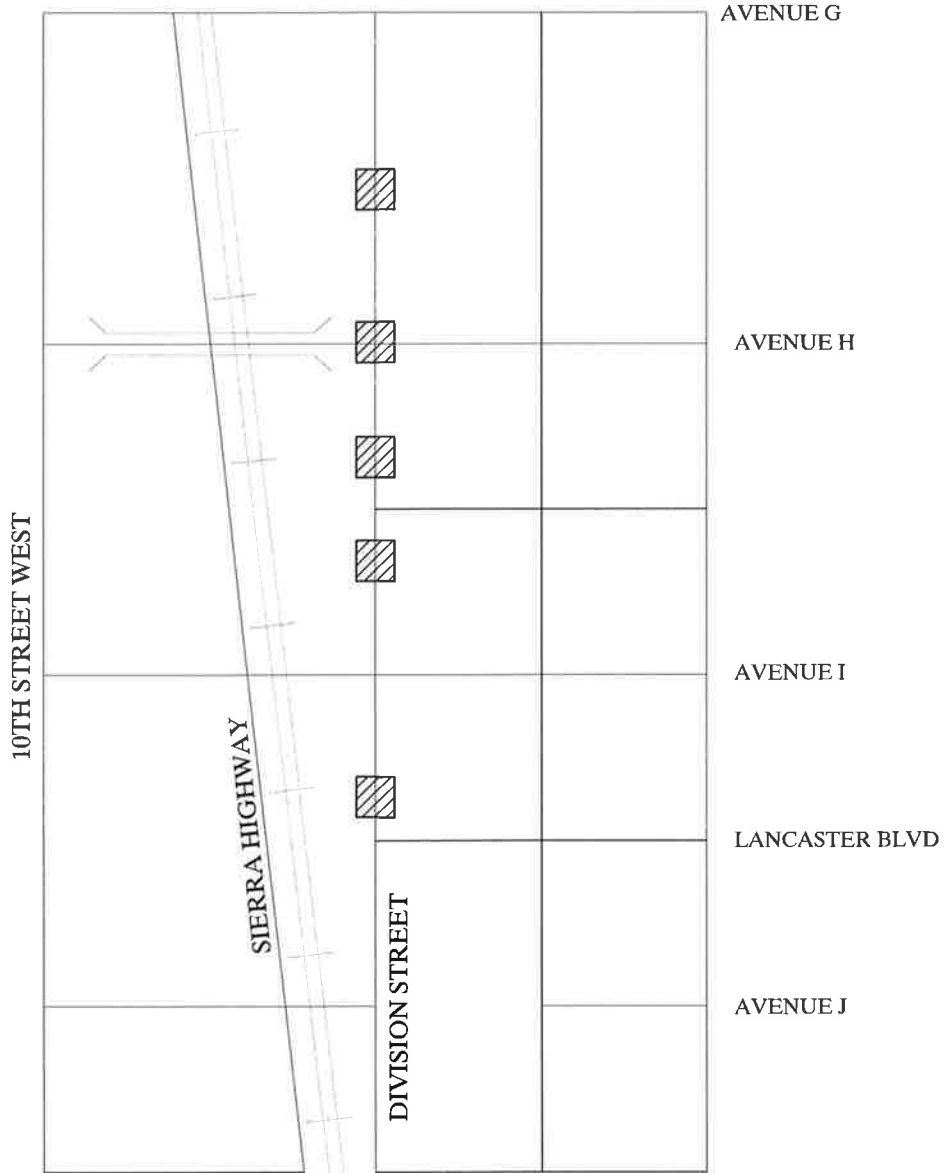 AVENUE G
AVENUE H
10TH STREET WEST
AVENUE I
SIERRA HIGHWAY
LANCASTER BLVD
DIVISION STREET
AVENUE J